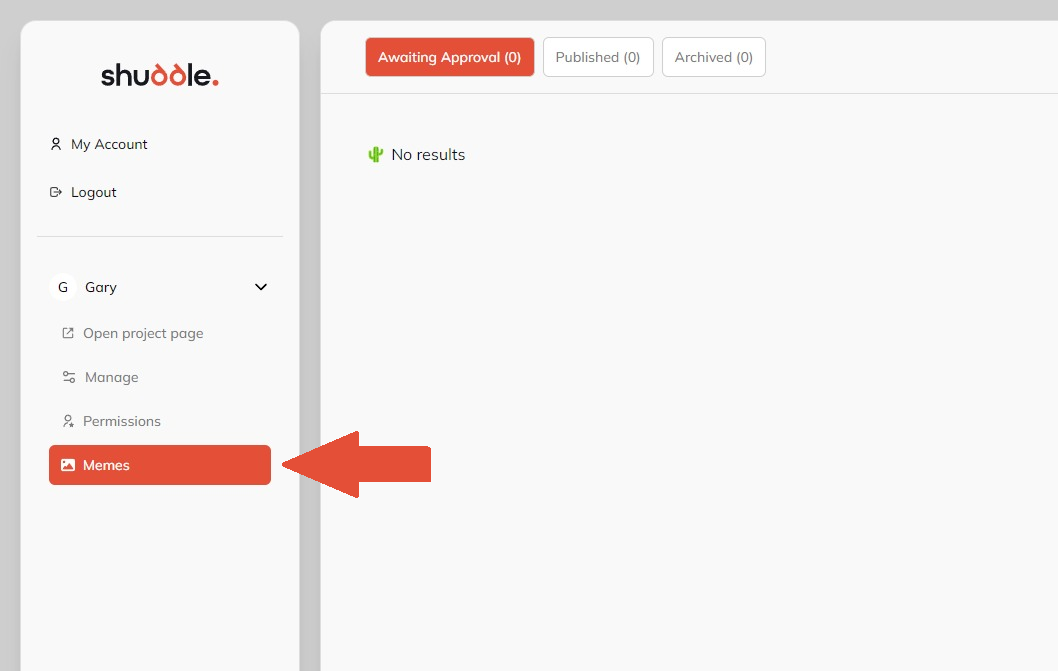 shuddle.
My Account
Logout
G Gary
Open project page
Manage
Permissions
Memes
Awaiting Approval (0) Published (0) Archived (0)
No results